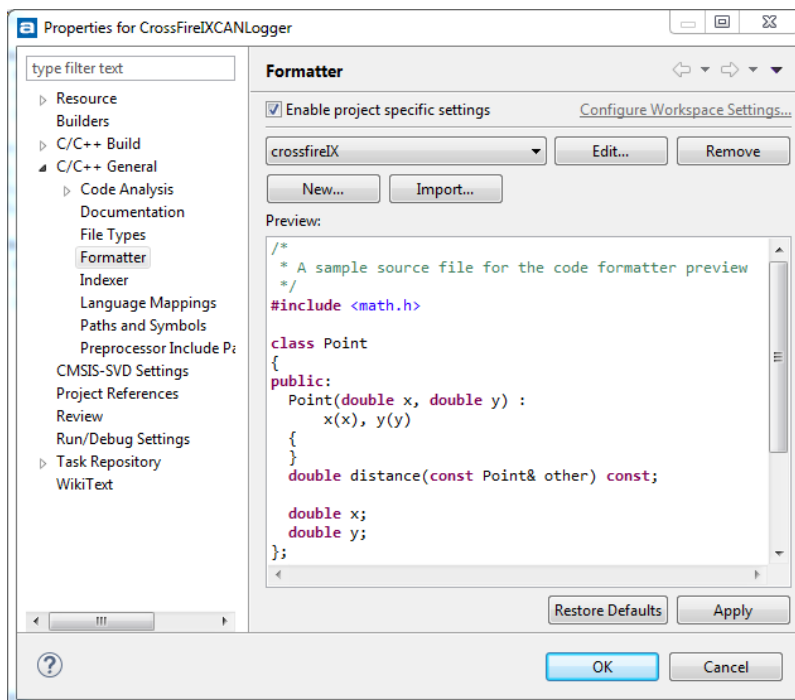 a Properties for CrossFireIXCANLogger
type filter text
Resource
Builders
C/C++ Build
C/C++ General
Code Analysis
Documentation
File Types
Formatter
Indexer
Language Mappings
Paths and Symbols
Preprocessor Include Pa
CMSIS-SVD Settings
Project References
Review
Run/Debug Settings
Task Repository
WikiText
Formatter
Enable project specific settings Configure Workspace Settings...
crossfireIX Edit... Remove
New... Import...
Preview:
/*
 * A sample source file for the code formatter preview
 */
#include <math.h>
class Point
{
public:
  Point(double x, double y) :
      x(x), y(y)
  {
  }
  double distance(const Point& other) const;
  double x;
  double y;
};
Restore Defaults Apply
? OK Cancel